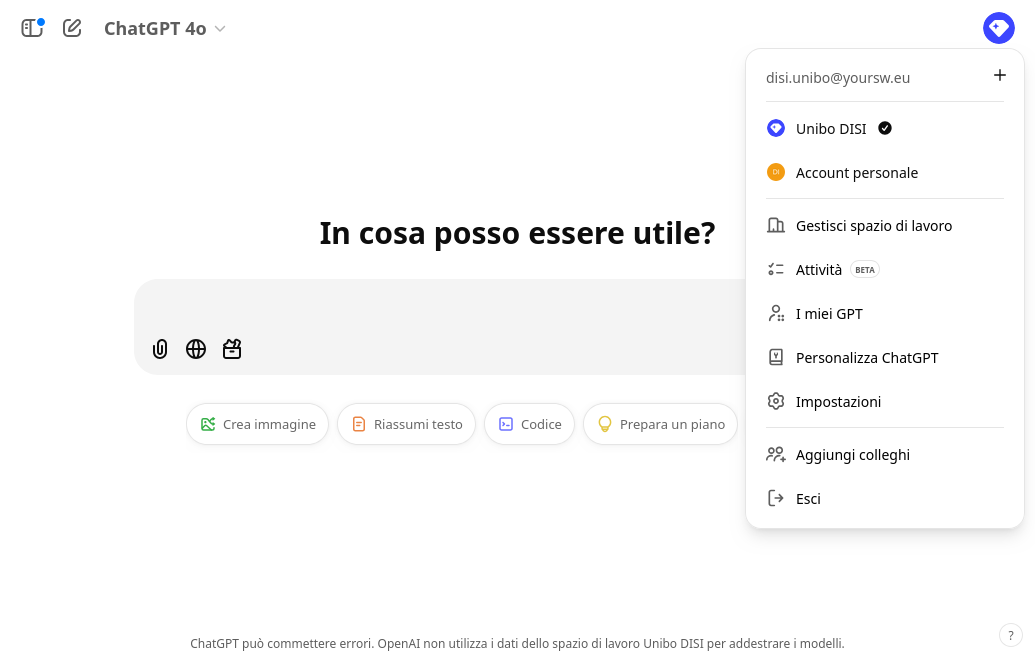 ChatGPT 4o
disi.unibo@yoursw.eu
Unibo DISI
DI
Account personale
Gestisci spazio di lavoro
Attività BETA
I miei GPT
Personalizza ChatGPT
Impostazioni
Aggiungi colleghi
Esci
In cosa posso essere utile?
Crea immagine
Riassumi testo
Codice
Prepara un piano
ChatGPT può commettere errori. OpenAI non utilizza i dati dello spazio di lavoro Unibo DISI per addestrare i modelli.
?